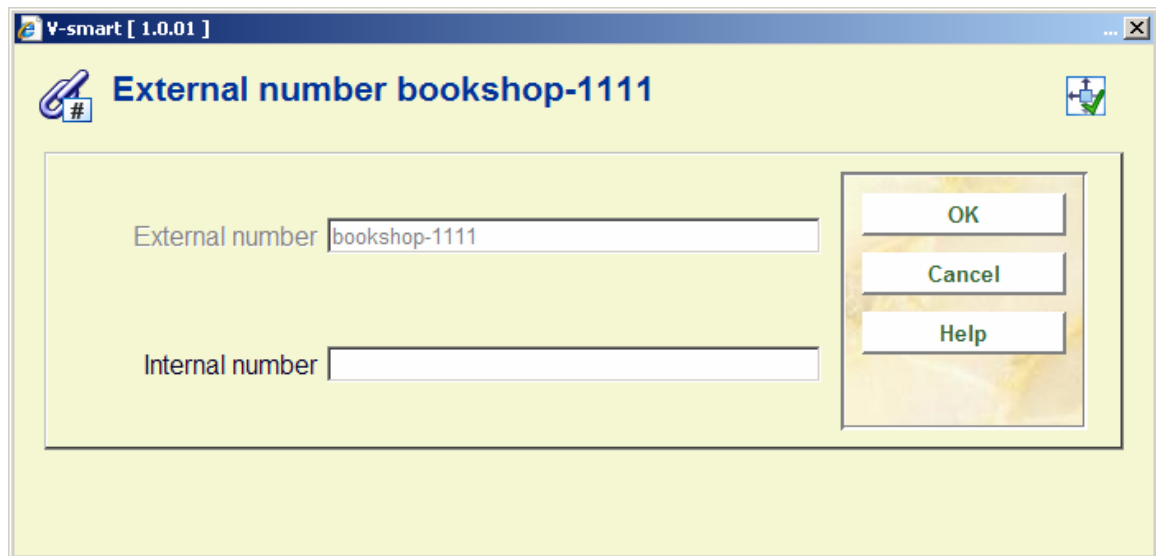 V-smart [ 1.0.01 ] ...
# External number bookshop-1111
External number bookshop-1111
OK
Cancel
Help
Internal number